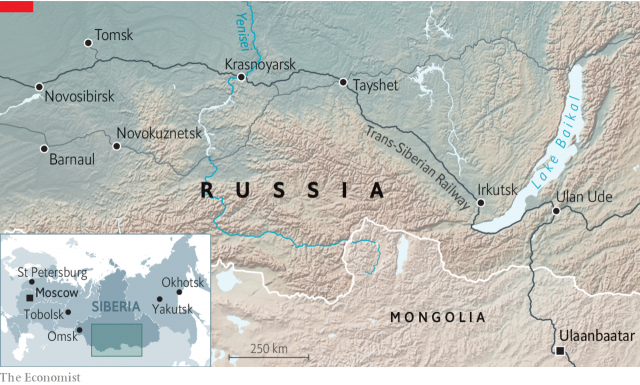 Tomsk
Yenisei
Krasnoyarsk
Tayshet
Novosibirsk
Novokuznetsk
Barnaul
Trans-Siberian Railway
Lake Baikal
RUSSIA
Irkutsk
Ulan Ude
St Petersburg
Moscow
Okhotsk
SIBERIA
Tobolsk
Yakutsk
Omsk
MONGOLIA
Ulaanbaatar
250 km
The Economist